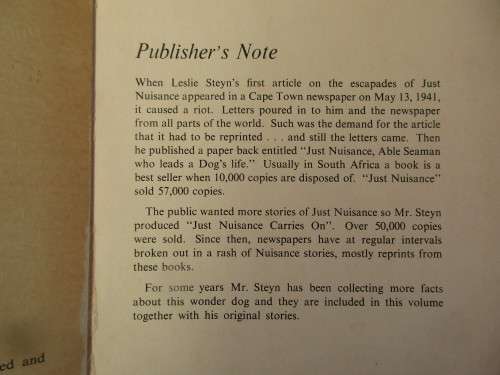 Publisher's Note
When Leslie Steyn's first article on the escapades of Just
Nuisance appeared in a Cape Town newspaper on May 13, 1941,
it caused a riot. Letters poured in to him and the newspaper
from all parts of the world. Such was the demand for the article
that it had to be reprinted . . . and still the letters came. Then
he published a paper back entitled "Just Nuisance, Able Seaman
who leads a Dog's life." Usually in South Africa a book is a
best seller when 10,000 copies are disposed of. "Just Nuisance"
sold 57,000 copies.
The public wanted more stories of Just Nuisance so Mr. Steyn
produced "Just Nuisance Carries On". Over 50,000 copies
were sold. Since then, newspapers have at regular intervals
broken out in a rash of Nuisance stories, mostly reprints from
these books.
For some years Mr. Steyn has been collecting more facts
about this wonder dog and they are included in this volume
together with his original stories.
ed and